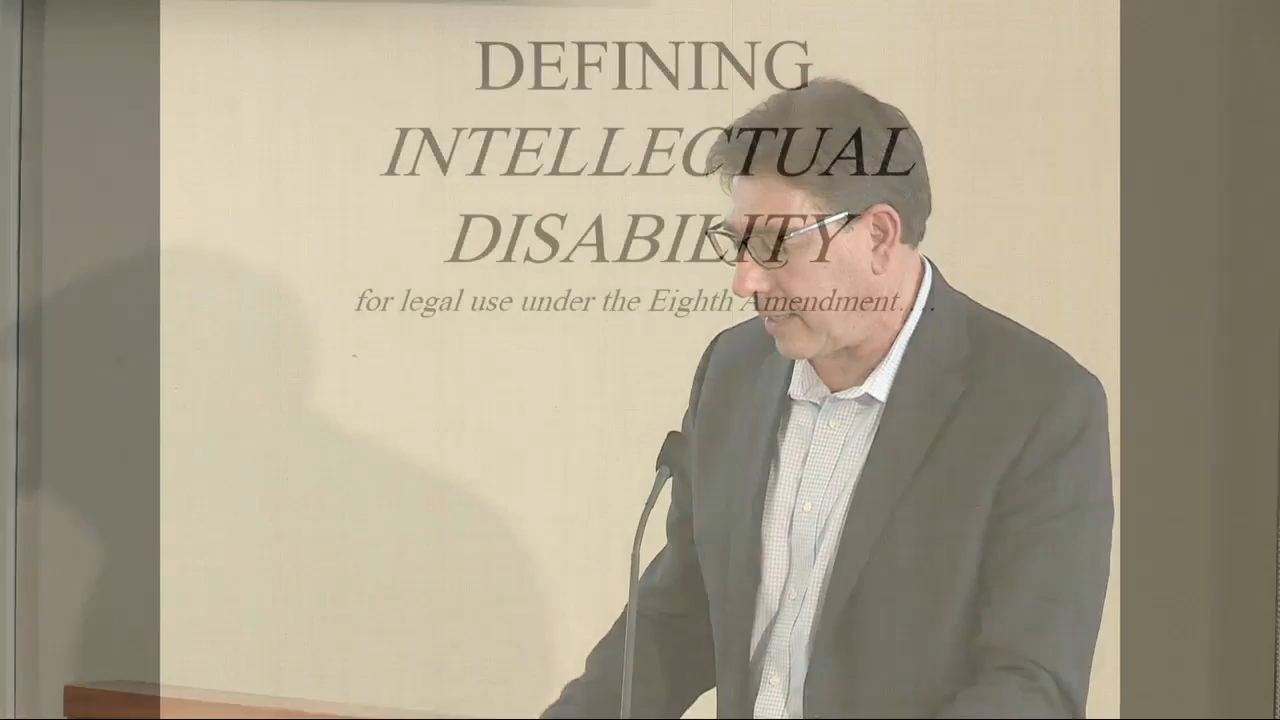 DEFINING
INTELLECTUAL
DISABILITY
for legal use under the Eighth Amendment. . .